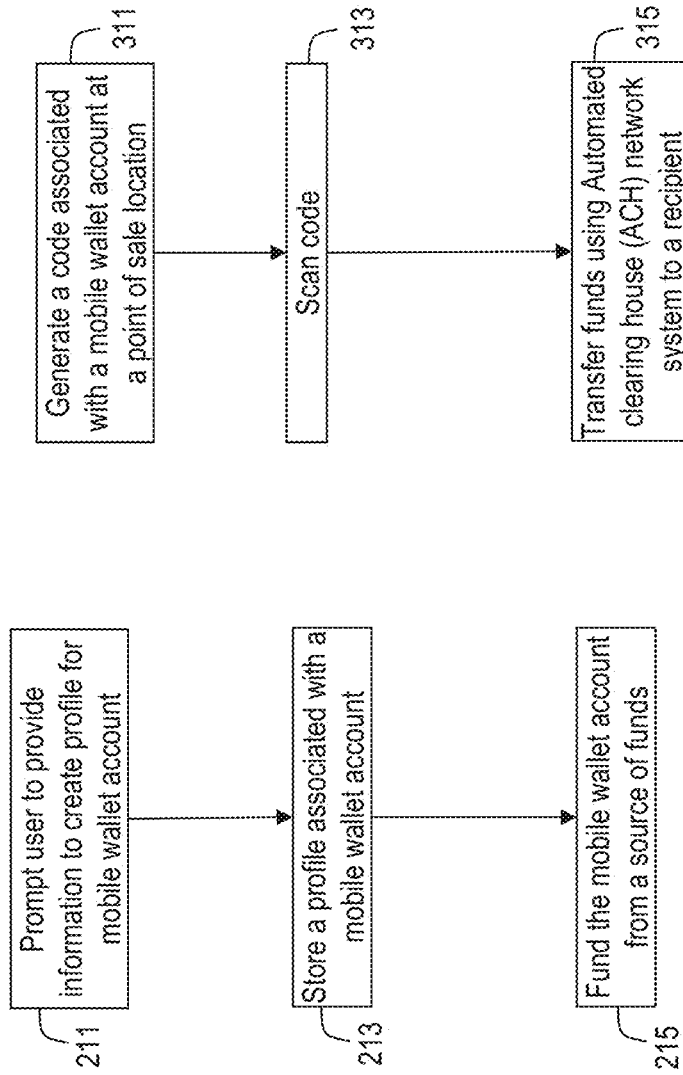 211
Prompt user to provide
information to create profile for
mobile wallet account
213
Store a profile associated with a
mobile wallet account
215
Fund the mobile wallet account
from a source of funds
311
Generate a code associated
with a mobile wallet account at
a point of sale location
313
Scan code
315
Transfer funds using Automated
clearing house (ACH) network
system to a recipient